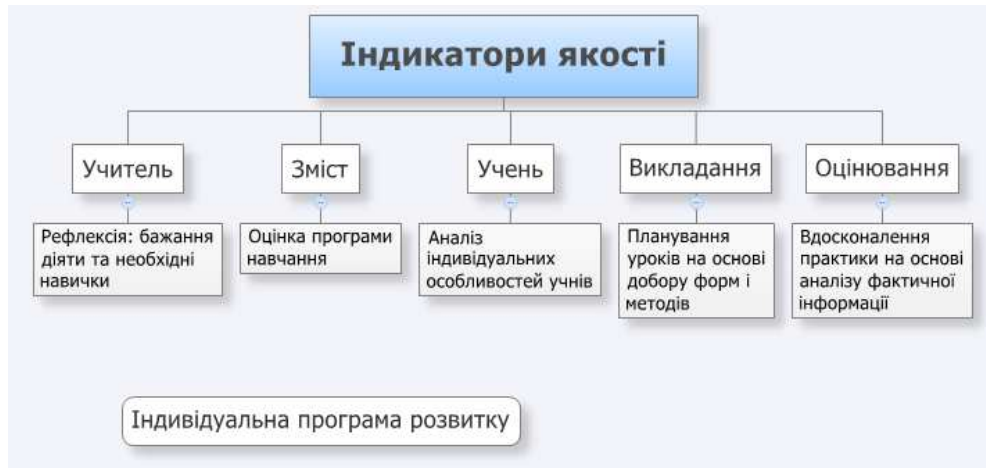 Індикатори якості
Учитель
Зміст
Учень
Викладання
Оцінювання
Рефлексія: бажання
діяти та необхідні
навички
Оцінка програми
навчання
Аналіз
індивідуальних
особливостей учнів
Планування
уроків на основі
добору форм і
методів
Вдосконалення
практики на основі
аналізу фактичної
інформації
Індивідуальна програма розвитку